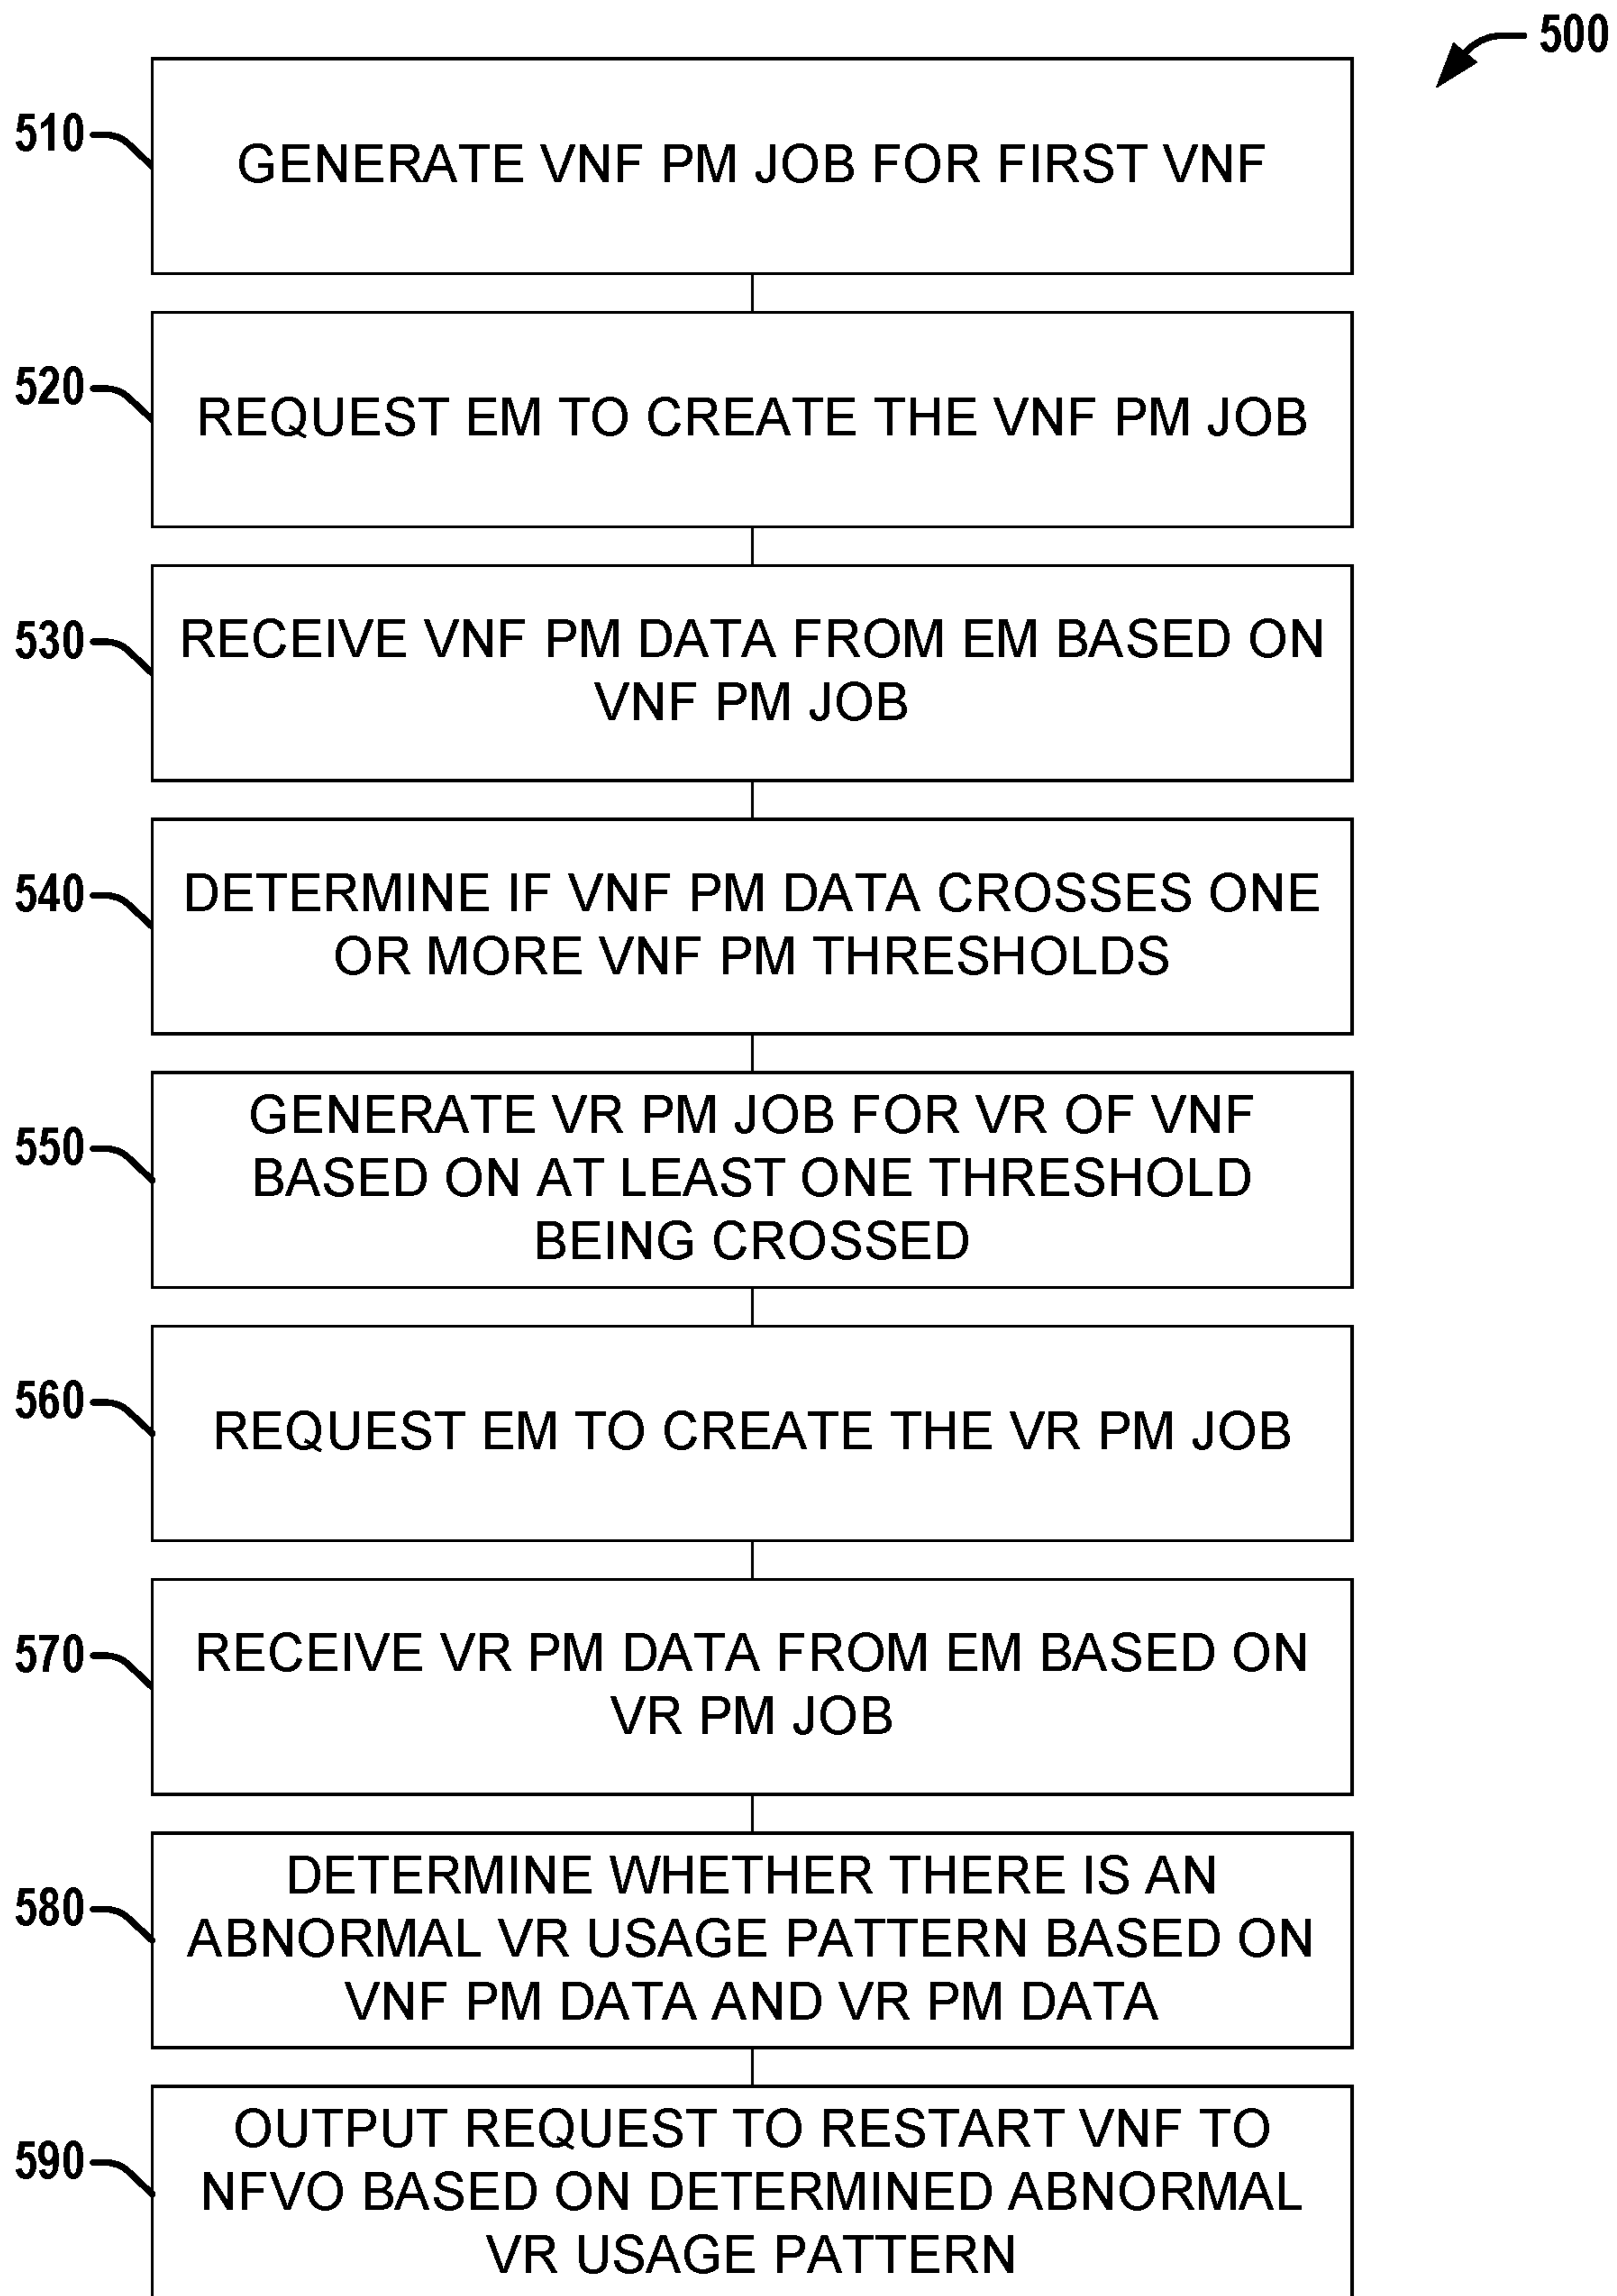 500
510
GENERATE VNF PM JOB FOR FIRST VNF
520
REQUEST EM TO CREATE THE VNF PM JOB
530
RECEIVE VNF PM DATA FROM EM BASED ON
VNF PM JOB
540
DETERMINE IF VNF PM DATA CROSSES ONE
OR MORE VNF PM THRESHOLDS
550
GENERATE VR PM JOB FOR VR OF VNF
BASED ON AT LEAST ONE THRESHOLD
BEING CROSSED
560
REQUEST EM TO CREATE THE VR PM JOB
570
RECEIVE VR PM DATA FROM EM BASED ON
VR PM JOB
580
DETERMINE WHETHER THERE IS AN
ABNORMAL VR USAGE PATTERN BASED ON
VNF PM DATA AND VR PM DATA
590
OUTPUT REQUEST TO RESTART VNF TO
NFVO BASED ON DETERMINED ABNORMAL
VR USAGE PATTERN